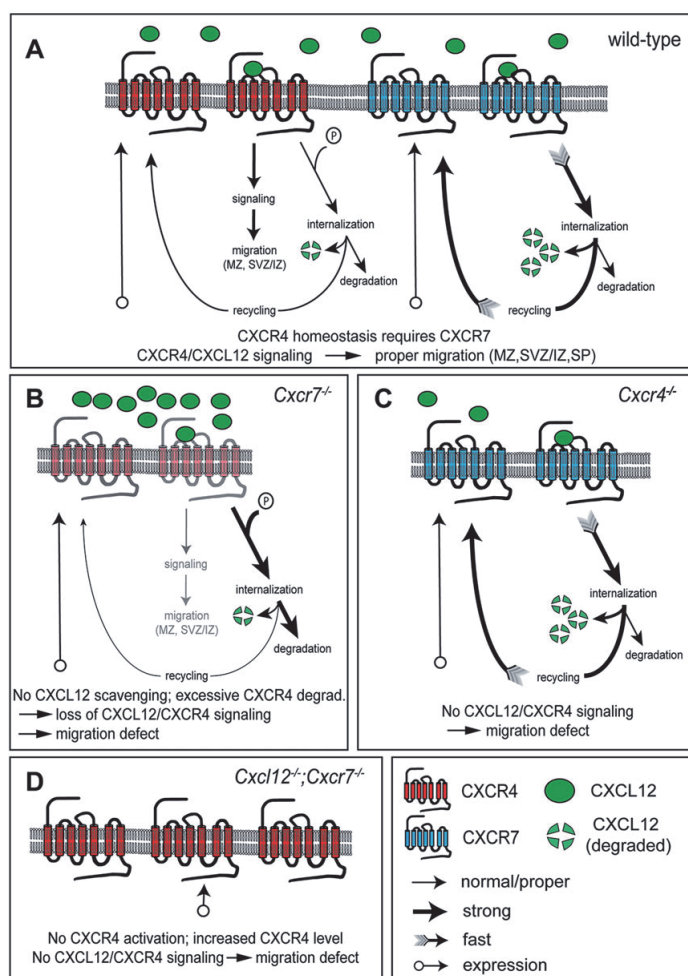 A
wild-type
P
signaling
internalization
migration
(MZ, SVZ/IZ)
degradation
recycling
internalization
degradation
recycling
CXCR4 homeostasis requires CXCR7
CXCR4/CXCL12 signaling → proper migration (MZ,SVZ/IZ,SP)
B
Cxcr7-/-
P
signaling
internalization
migration
(MZ, SVZ/IZ)
degradation
recycling
No CXCL12 scavenging; excessive CXCR4 degrad.
→ loss of CXCL12/CXCR4 signaling
→ migration defect
C
Cxcr4-/-
internalization
degradation
recycling
No CXCL12/CXCR4 signaling
→ migration defect
D
Cxcl12-/-;Cxcr7-/-
No CXCR4 activation; increased CXCR4 level
No CXCL12/CXCR4 signaling → migration defect
CXCR4
CXCL12
CXCR7
CXCL12
(degraded)
normal/proper
strong
fast
expression